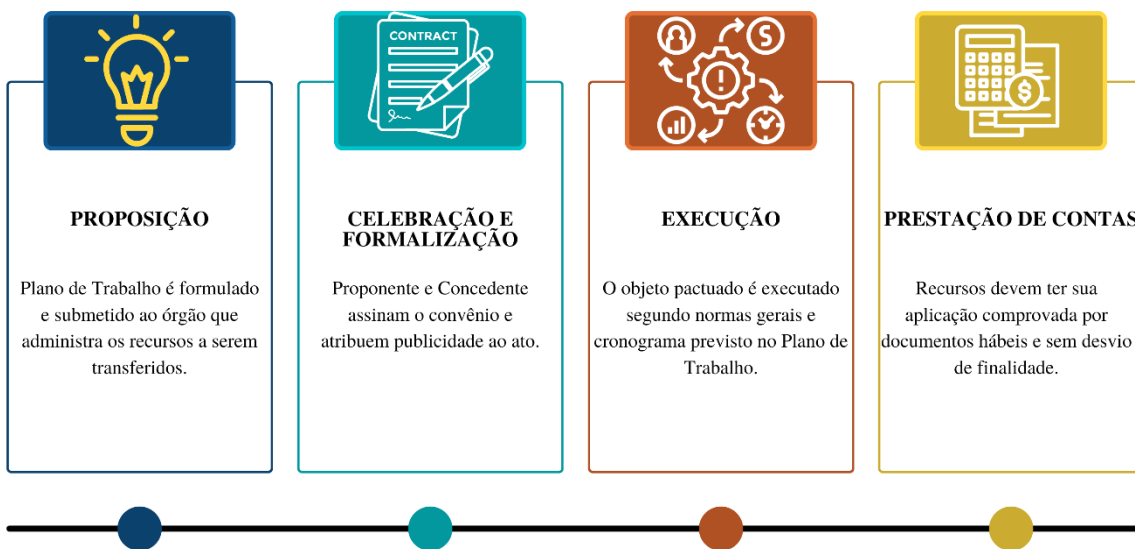 CONTRACT
PROPOSIÇÃO
Plano de Trabalho é formulado
e submetido ao órgão que
administra os recursos a serem
transferidos.
CELEBRAÇÃO E
FORMALIZAÇÃO
Proponente e Concedente
assinam o convênio e
atribuem publicidade ao ato.
EXECUÇÃO
O objeto pactuado é executado
segundo normas gerais e
cronograma previsto no Plano de
Trabalho.
PRESTAÇÃO DE CONTAS
Recursos devem ter sua
aplicação comprovada por
documentos hábeis e sem desvio
de finalidade.